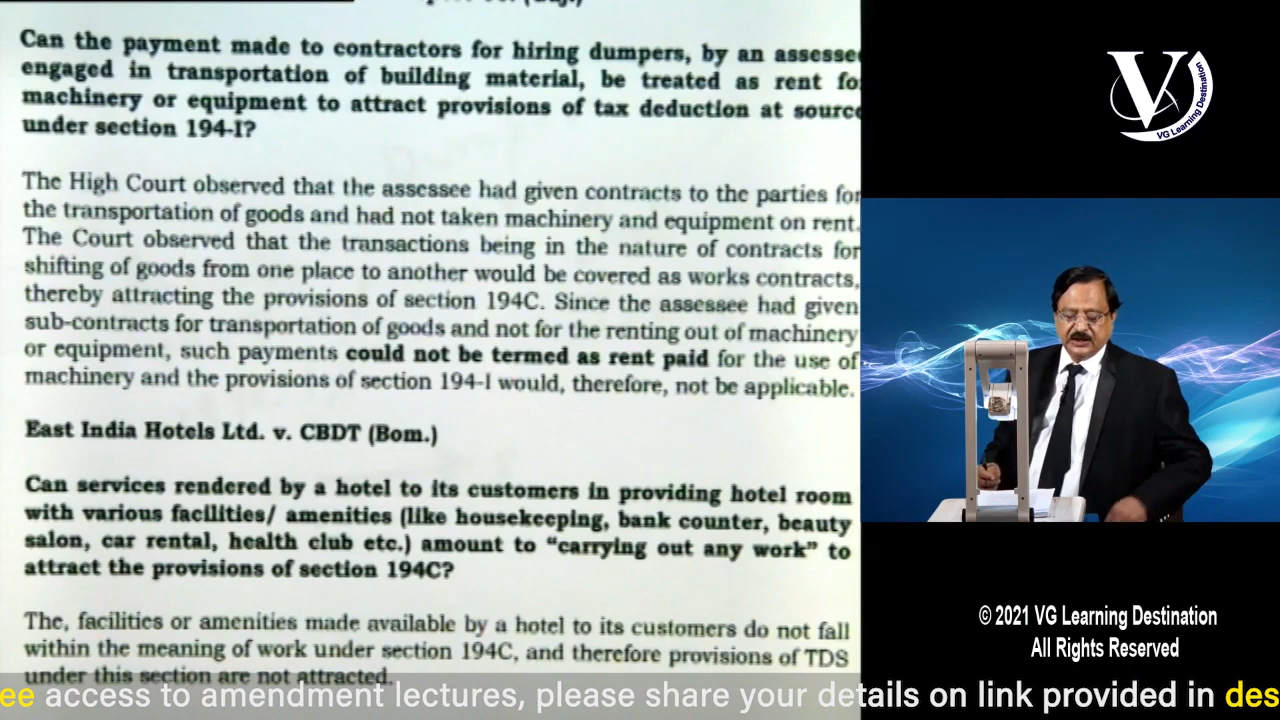 Can the payment made to contractors for hiring dumpers, by an assessee
engaged in transportation of building material, be treated as rent fo
machinery or equipment to attract provisions of tax deduction at source
under section 194-I?
The High Court observed that the assessee had given contracts to the parties for
the transportation of goods and had not taken machinery and equipment on rent.
The Court observed that the transactions being in the nature of contracts for
shifting of goods from one place to another would be covered as works contracts,
thereby attracting the provisions of section 194C. Since the assessee had given
sub-contracts for transportation of goods and not for the renting out of machinery
or equipment, such payments could not be termed as rent paid for the use of
machinery and the provisions of section 194-I would, therefore, not be applicable.
East India Hotels Ltd. v. CBDT (Bom.)
Can services rendered by a hotel to its customers in providing hotel room
with various facilities/ amenities (like housekeeping, bank counter, beauty
salon, car rental, health club etc.) amount to "carrying out any work" to
attract the provisions of section 194C?
The, facilities or amenities made available by a hotel to its customers do not fall
within the meaning of work under section 194C, and therefore provisions of TDS
under this section are not attracted.
V
VG Learning Destination
© 2021 VG Learning Destination
All Rights Reserved
ee access to amendment lectures, please share your details on link provided in des